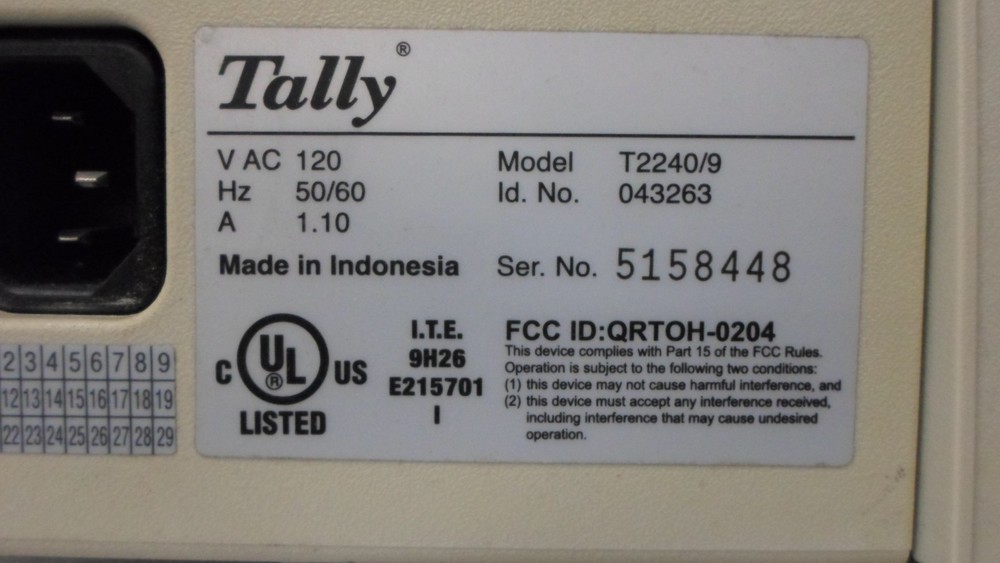 Tally®
V AC 120 Model T2240/9
Hz 50/60 Id. No. 043263
A 1.10
Made in Indonesia Ser. No. 5158448
C UL® US
LISTED
I.T.E.
9H26
E215701
I
FCC ID:QRTOH-0204
This device complies with Part 15 of the FCC Rules.
Operation is subject to the following two conditions:
(1) this device may not cause harmful interference, and
(2) this device must accept any interference received,
including interference that may cause undesired
operation.
2 3 4 5 6 7 8 9
12 13 14 15 16 17 18 19
22 23 24 25 26 27 28 29